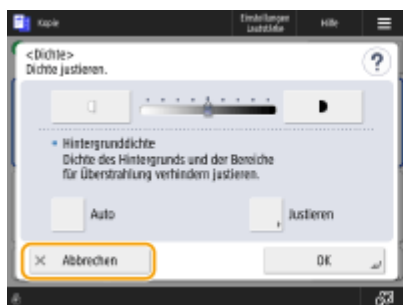 Kopie
Einstellungen
Leuchtdiode
Hilfe
<Dichte>
Dichte justieren.
?
Hintergrunddichte
Dichte des Hintergrunds und der Bereiche
für Überstrahlung verhindern justieren.
Auto
Justieren
Abbrechen
OK